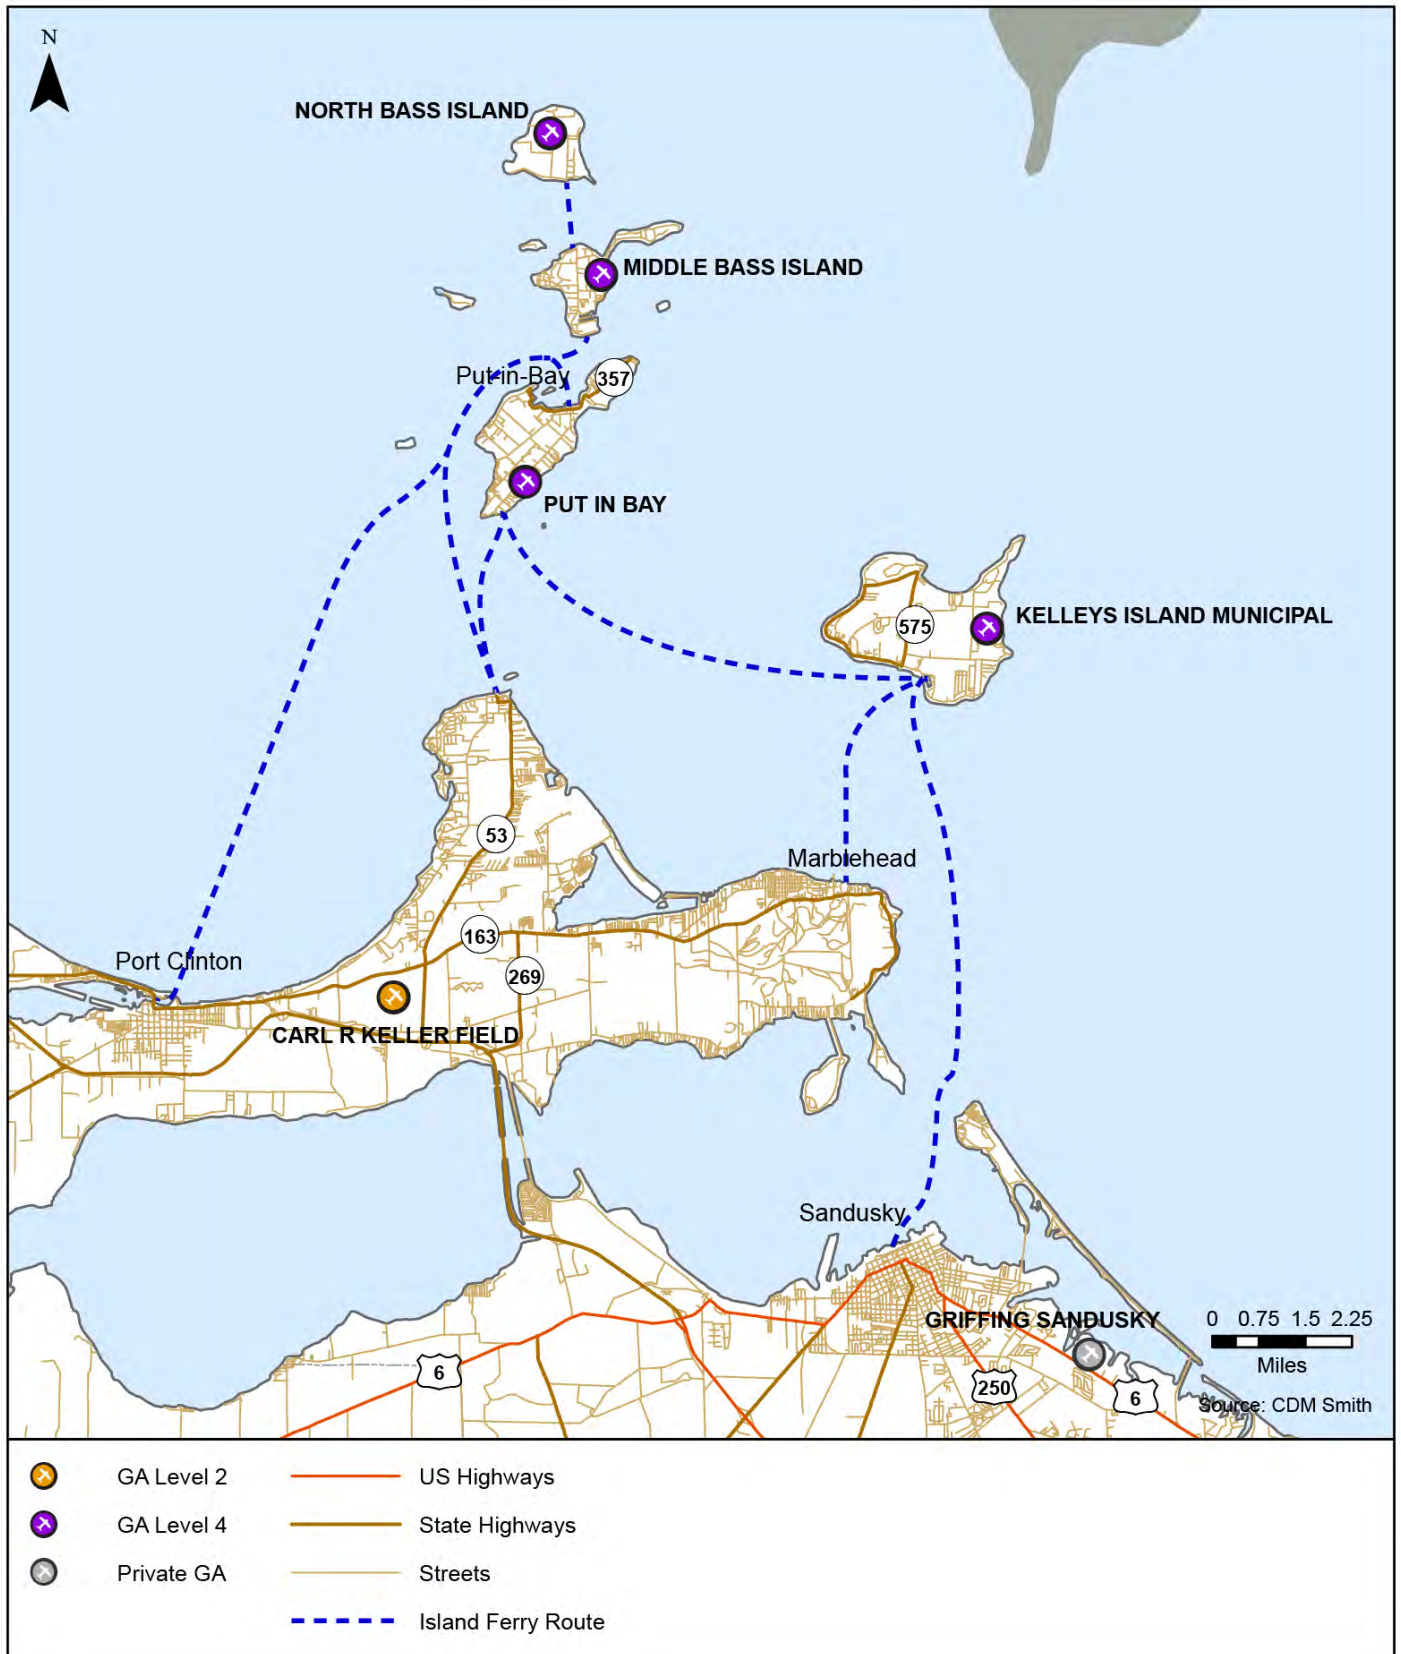 N
NORTH BASS ISLAND
MIDDLE BASS ISLAND
Put-in-Bay
357
PUT IN BAY
KELLEYS ISLAND MUNICIPAL
575
53
Marblehead
163
Port Clinton
269
CARL R KELLER FIELD
Sandusky
GRIFFING SANDUSKY
0 0.75 1.5 2.25
Miles
6
250
6
Source: CDM Smith
GA Level 2
US Highways
GA Level 4
State Highways
Private GA
Streets
Island Ferry Route